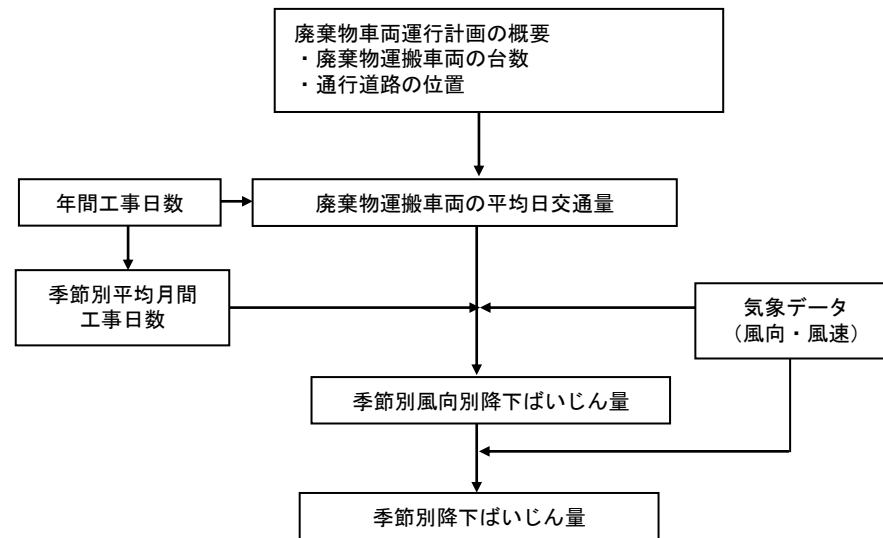 廃棄物車両運行計画の概要
・廃棄物運搬車両の台数
・通行道路の位置
年間工事日数
廃棄物運搬車両の平均日交通量
季節別平均月間
工事日数
気象データ
（風向・風速）
季節別風向別降下ばいじん量
季節別降下ばいじん量